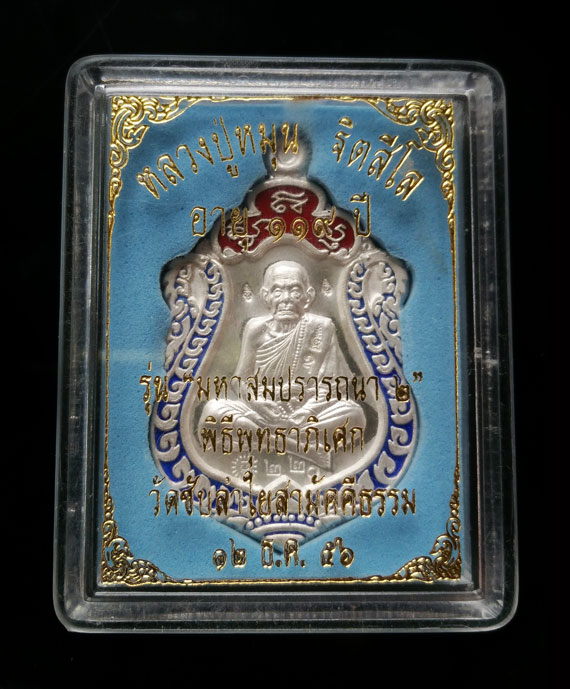 หลวงปู่หมุน ฐิตสีโล
อายุ ๑๑๙ ปี
รุ่น "มหาสมปรารถนา ๒"
พิธีพุทธาภิเศก
วัดซับลำใยสามัคคีธรรม
๑๒ ธ.ค. ๕๖